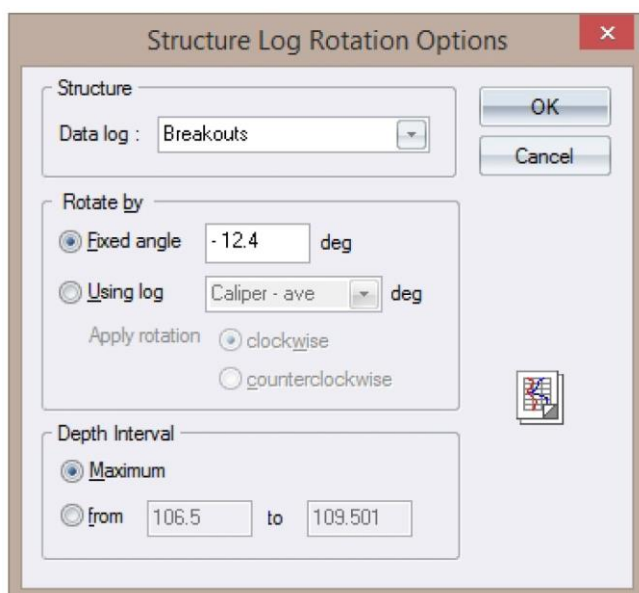 Structure Log Rotation Options
Structure
Data log : Breakouts
OK
Cancel
Rotate by
Fixed angle - 12.4 deg
Using log Caliper - ave deg
Apply rotation clockwise
counterclockwise
Depth Interval
Maximum
from 106.5 to 109.501